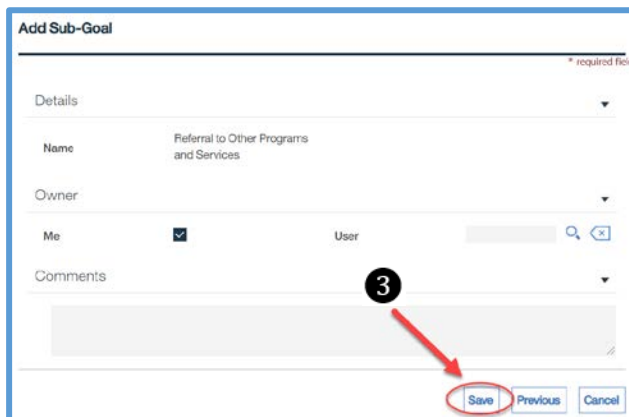 Add Sub-Goal
* required fiel
Details
Name Referral to Other Programs
and Services
Owner
Me User
Comments
3
Save Previous Cancel